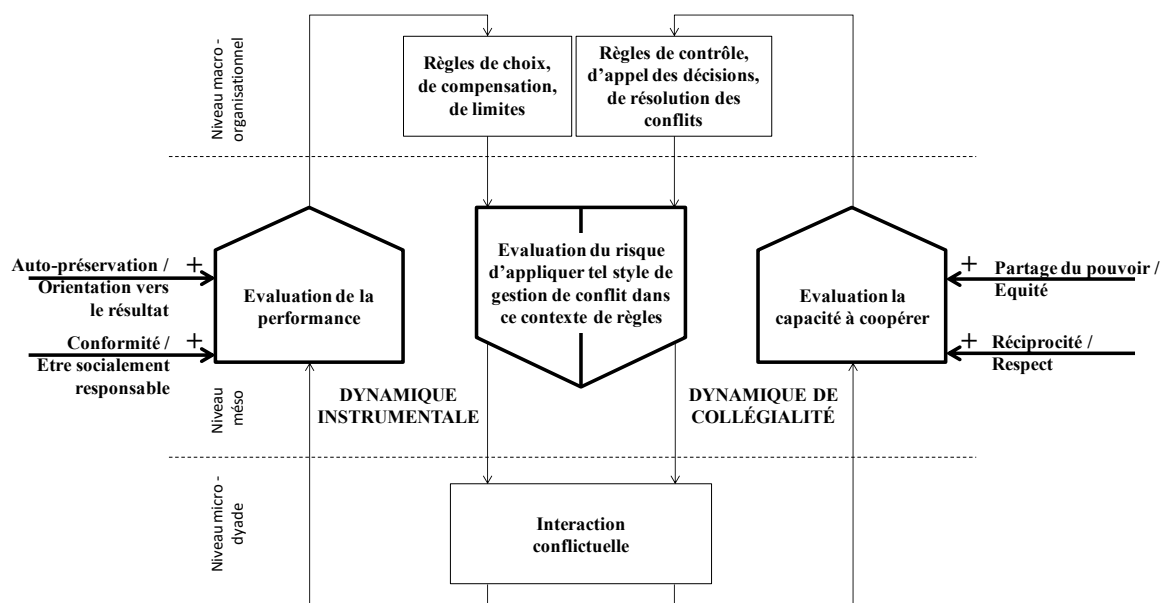 Niveau macro -
organisationnel
Règles de choix,
de compensation,
de limites
Règles de contrôle,
d'appel des décisions,
de résolution des
conflits
Auto-préservation /
Orientation vers
le résultat
+
Conformité /
Etre socialement
responsable
+
Evaluation de la
performance
Evaluation du risque
d'appliquer tel style de
gestion de conflit dans
ce contexte de règles
Evaluation la
capacité à coopérer
+
Partage du pouvoir /
Equité
+
Réciprocité /
Respect
Niveau
méso
DYNAMIQUE
INSTRUMENTALE
DYNAMIQUE DE
COLLÉGIALITÉ
Niveau micro -
dyade
Interaction
conflictuelle